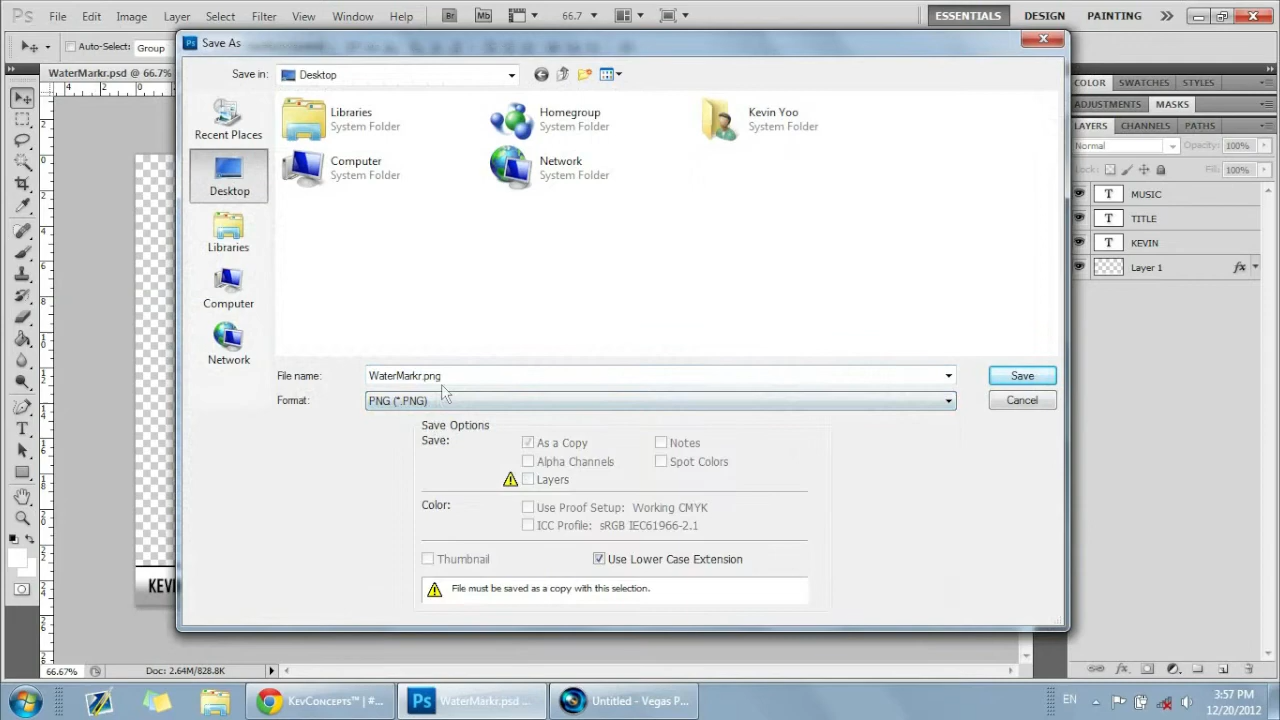 Ps File Edit Image Layer Select Filter View Window Help Br Mb 66.7 ESSENTIALS DESIGN PAINTING
Auto-Select: Group
Save As
WaterMarkr.psd @ 66.7%
Save in: Desktop
COLOR SWATCHES STYLES
ADJUSTMENTS MASKS
LAYERS CHANNELS PATHS
Normal Opacity: 100%
Lock: Fill: 100%
MUSIC
TITLE
KEVIN
Layer 1 fx
Recent Places
Desktop
Libraries
Computer
Network
Libraries
System Folder
Homegroup
System Folder
Kevin Yoo
System Folder
Computer
System Folder
Network
System Folder
File name: WaterMarkr.png Save
Format: PNG (*.PNG) Cancel
Save Options
Save: As a Copy Notes
Alpha Channels Spot Colors
Layers
Color: Use Proof Setup: Working CMYK
ICC Profile: sRGB IEC61966-2.1
Thumbnail Use Lower Case Extension
File must be saved as a copy with this selection.
KEVI
66.67% Doc: 2.64M/828.8K
KevConcepts™ | #...
WaterMarkr.psd ...
Untitled - Vegas P...
EN
3:57 PM
12/20/2012